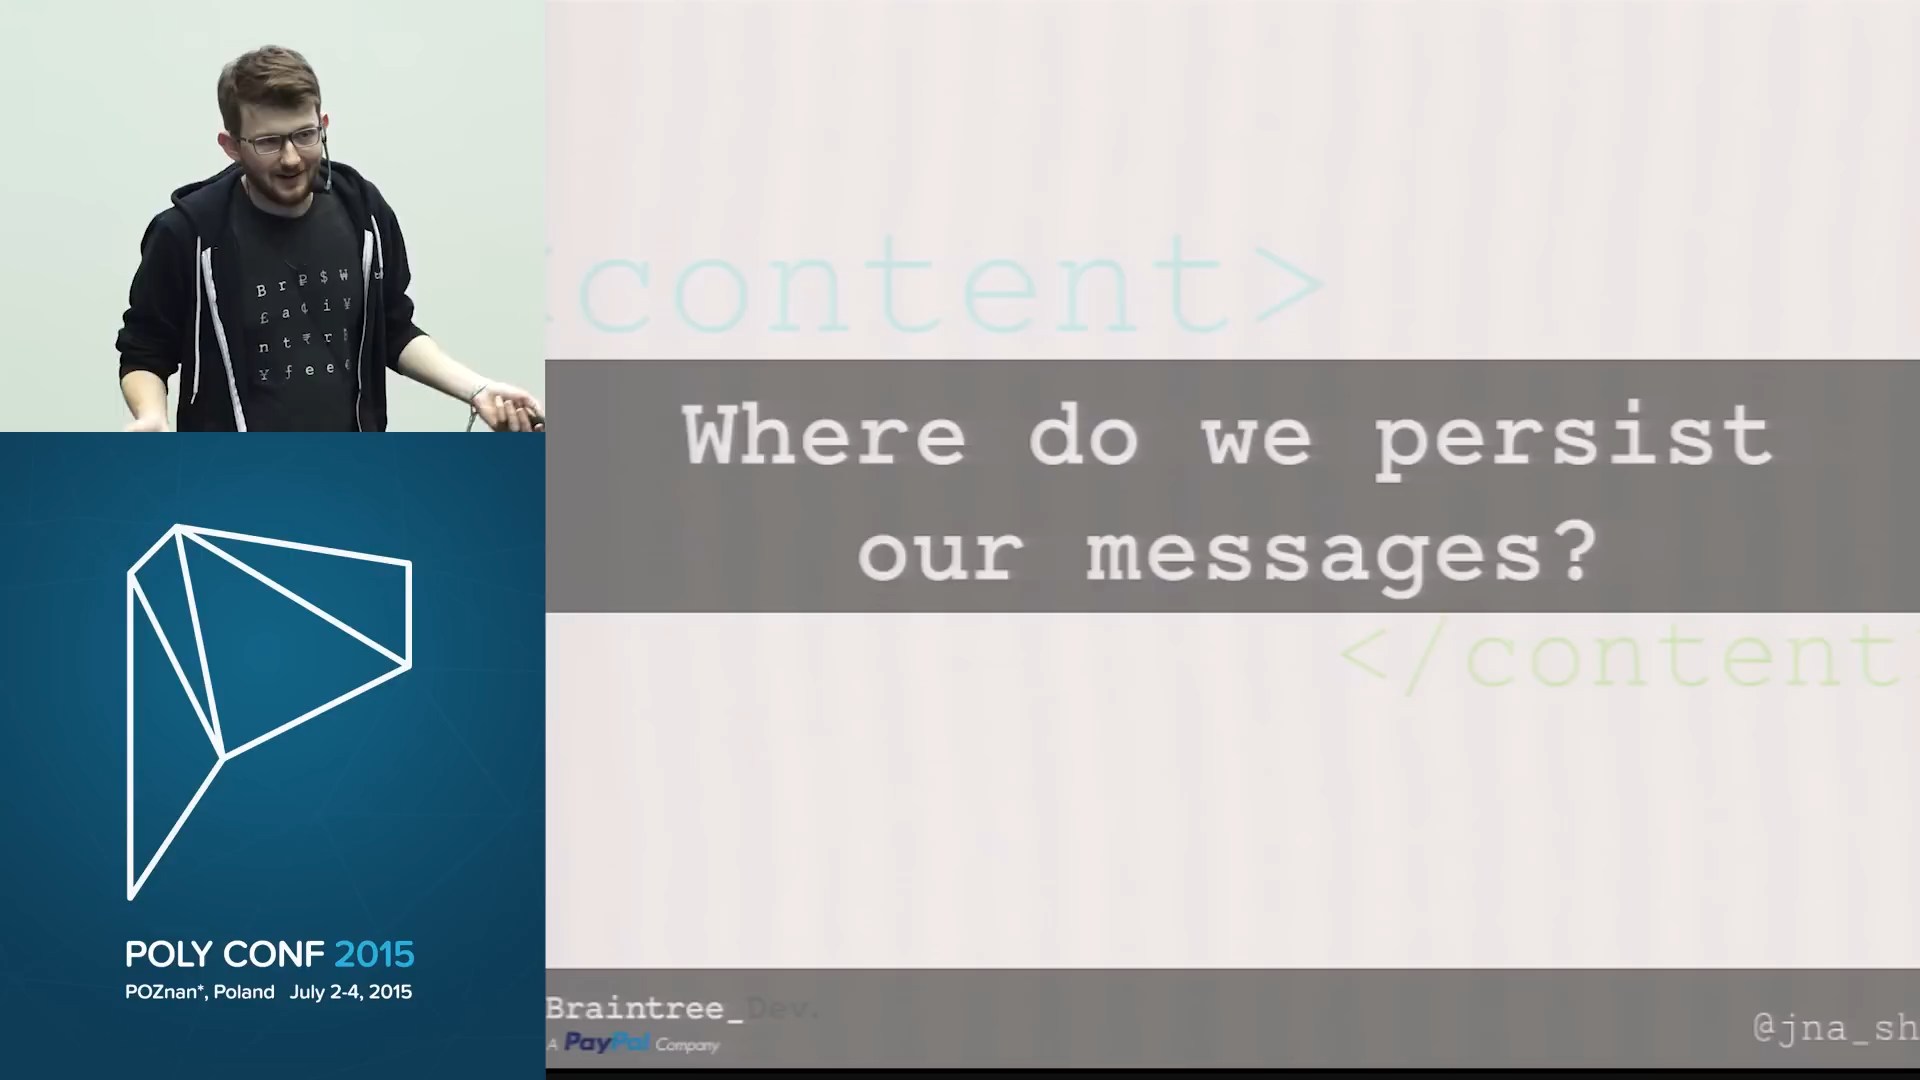 B r ₽ $ W
£ a ¢ i ¥
n t ₹ r
¥ ƒ e e
POLY CONF 2015
POZnan*, Poland July 2-4, 2015
<content>
Where do we persist
our messages?
</content>
Braintree_Dev.
A PayPal Company
@jna_sh